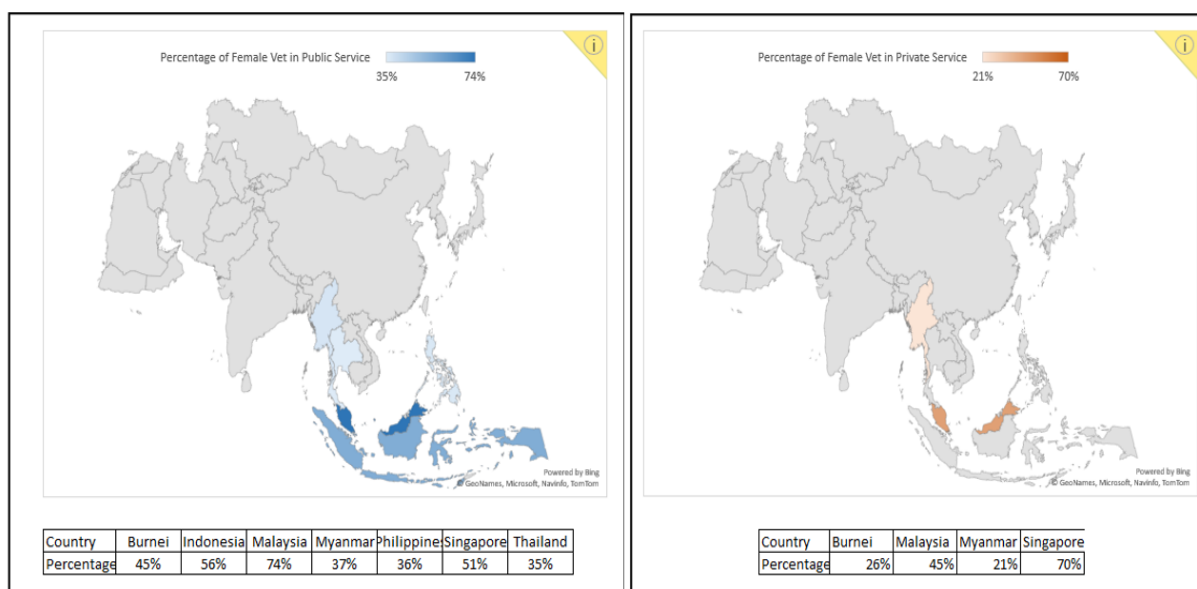 Percentage of Female Vet in Public Service
35% 74%
Powered by Bing
© GeoNames, Microsoft, Navinfo, TomTom
Country Burnei Indonesia Malaysia Myanmar Philippine Singapore Thailand
Percentage 45% 56% 74% 37% 36% 51% 35%
Percentage of Female Vet in Private Service
21% 70%
Powered by Bing
© GeoNames, Microsoft, Navinfo, TomTom
Country Burnei Malaysia Myanmar Singapore
Percentage 26% 45% 21% 70%